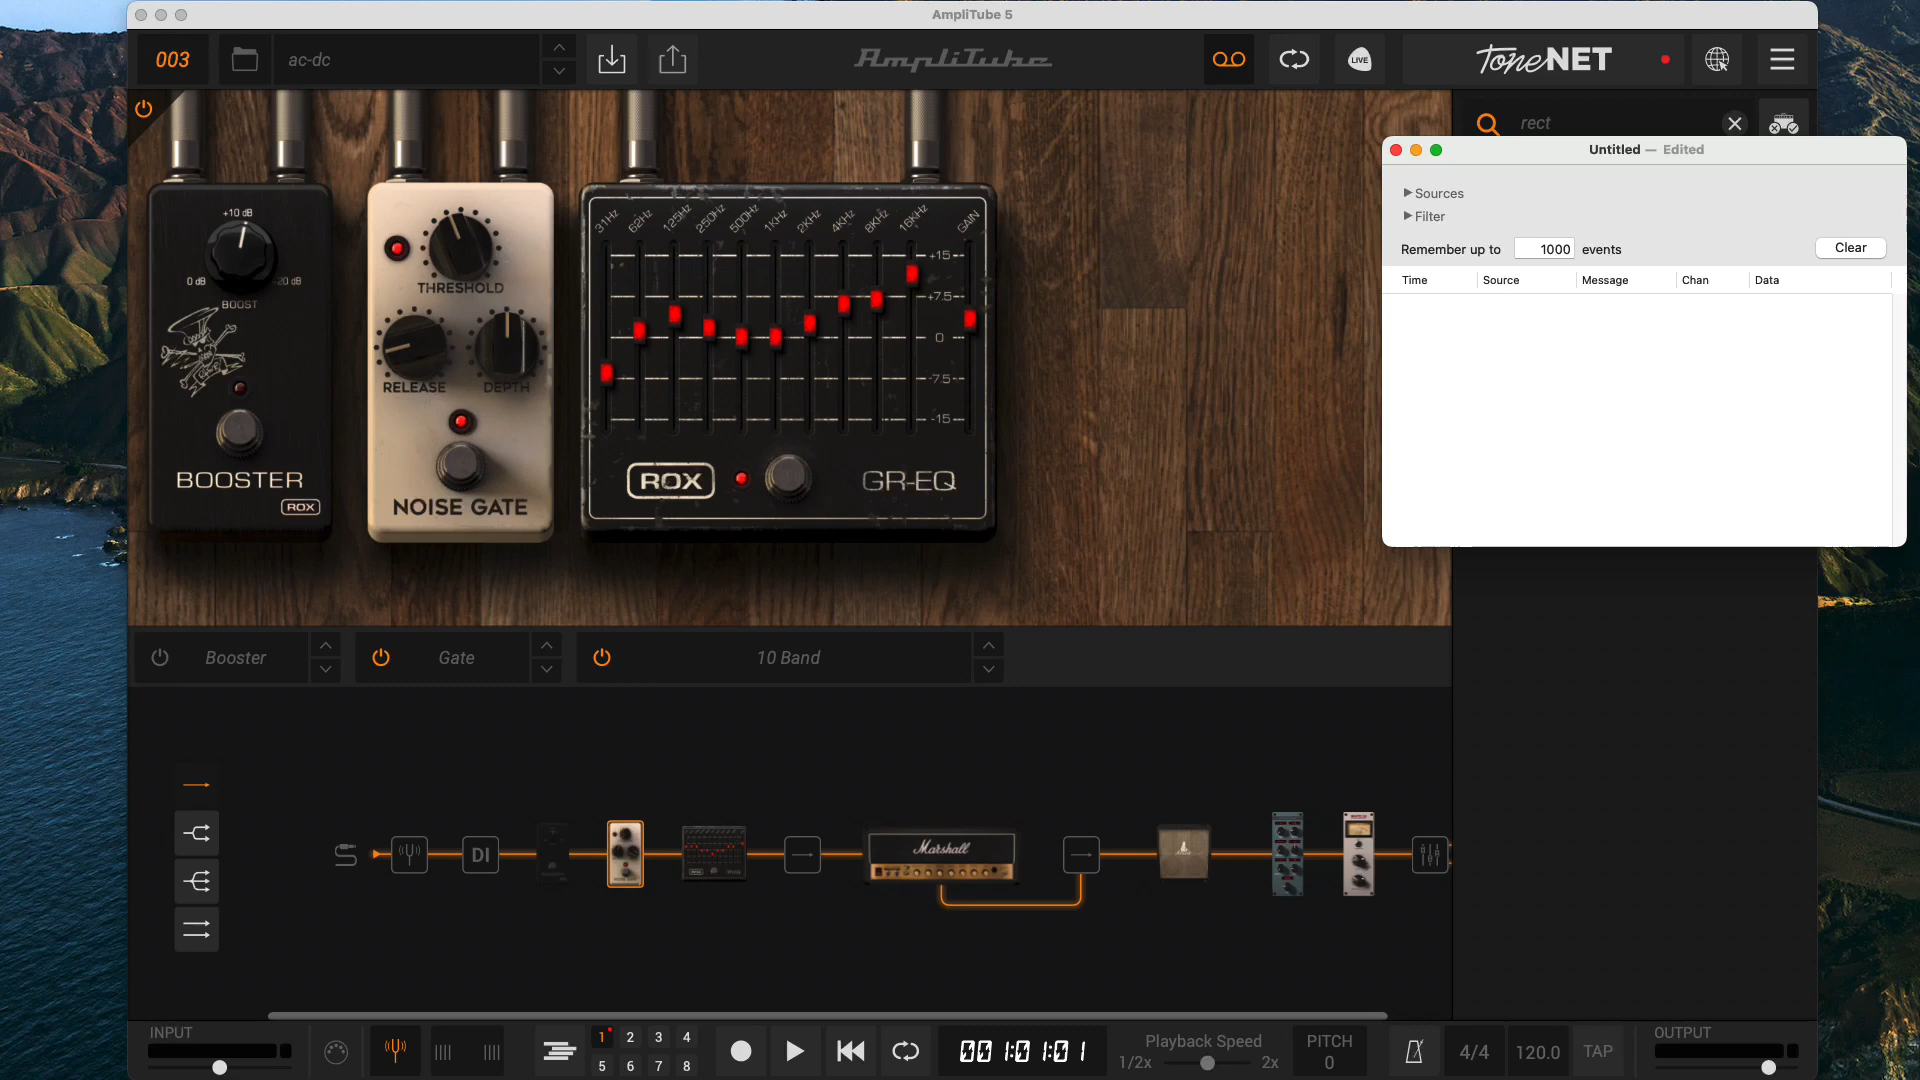 AmpliTube 5
003
ac-dc
AmpliTube
LIVE
ToneNET
rect
Untitled — Edited
Sources
Filter
Remember up to 1000 events
Clear
Time Source Message Chan Data
+10 dB
0 dB
-20 dB
BOOST
BOOSTER
ROX
THRESHOLD
RELEASE
DEPTH
NOISE GATE
31Hz 62Hz 125Hz 250Hz 500Hz 1KHz 2KHz 4KHz 8KHz 16KHz GAIN
+15
+7.5
0
-7.5
-15
ROX
GR-EQ
Booster
Gate
10 Band
DI
Marshall
INPUT
1 2 3 4
5 6 7 8
00 1:01:01
Playback Speed
1/2x
2x
PITCH
0
4/4
120.0
TAP
OUTPUT